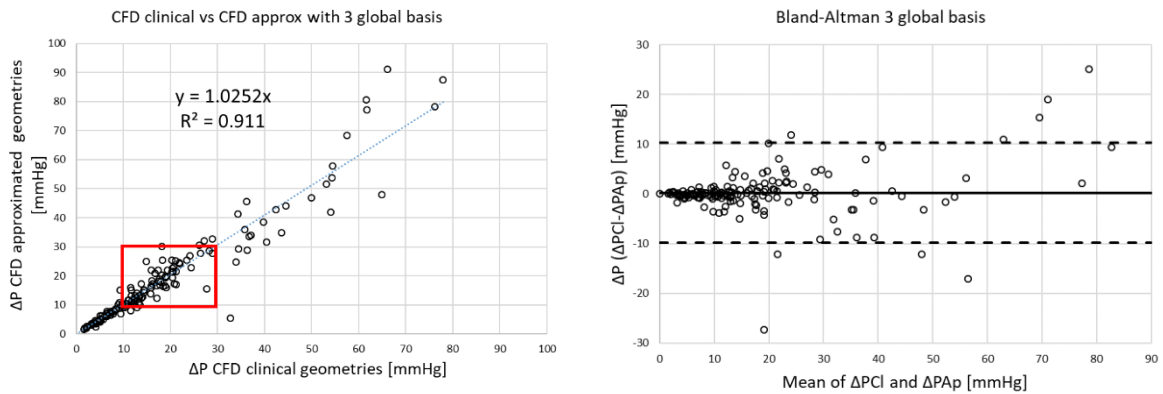 CFD clinical vs CFD approx with 3 global basis
ΔP CFD approximated geometries
[mmHg]
100
90
80
70
60
50
40
30
20
10
0
y = 1.0252x
R² = 0.911
0 10 20 30 40 50 60 70 80 90 100
ΔP CFD clinical geometries [mmHg]
Bland-Altman 3 global basis
ΔP (ΔPCl-ΔPAp) [mmHg]
30
20
10
0
-10
-20
-30
0 10 20 30 40 50 60 70 80 90
Mean of ΔPCl and ΔPAp [mmHg]